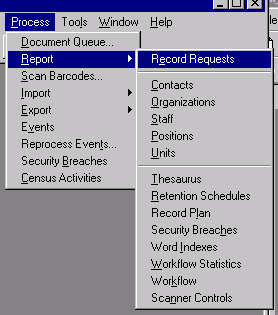 Process Tools Window Help
Document Queue...
Report
Scan Barcodes...
Import
Export
Events
Reprocess Events...
Security Breaches
Census Activities
Record Requests
Contacts
Organizations
Staff
Positions
Units
Thesaurus
Retention Schedules
Record Plan
Security Breaches
Word Indexes
Workflow Statistics
Workflow
Scanner Controls